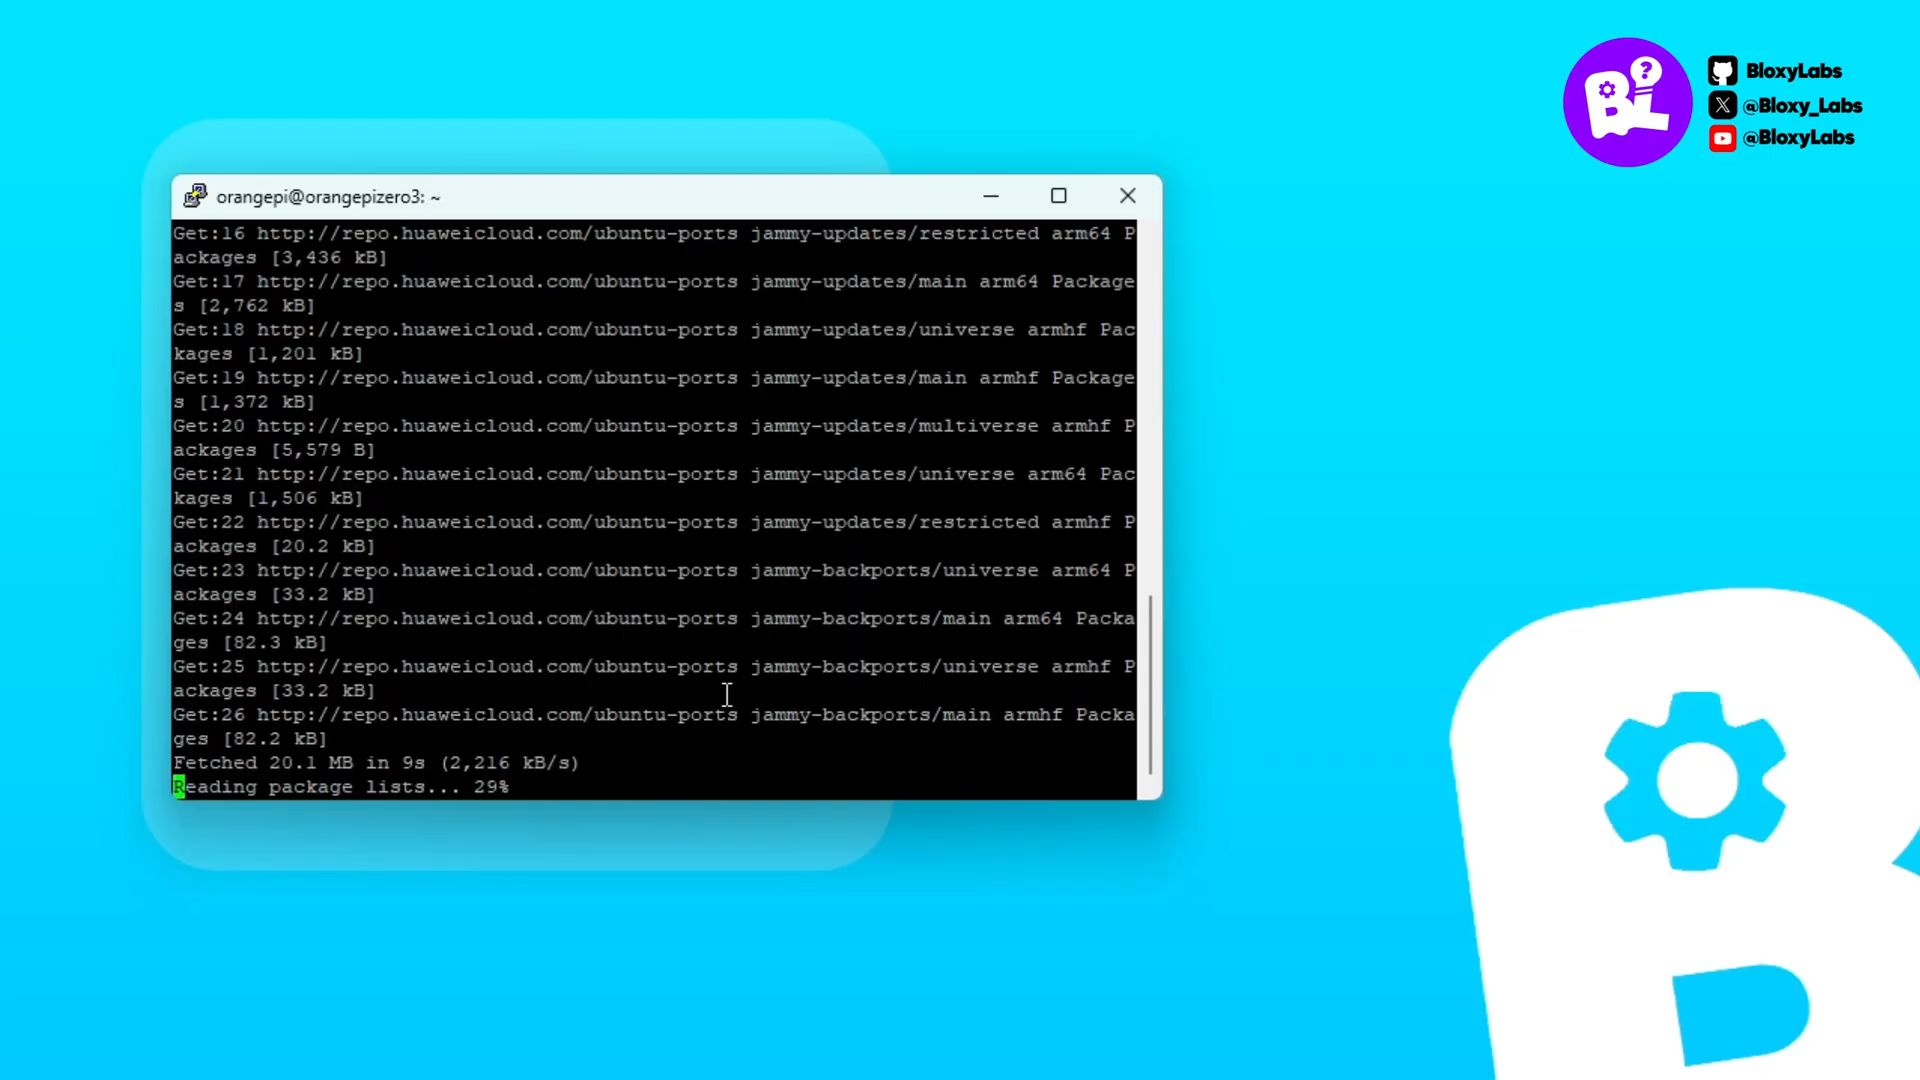 BloxyLabs
@Bloxy_Labs
@BloxyLabs
BL?
orangepi@orangepizero3: ~
Get:16 http://repo.huaweicloud.com/ubuntu-ports jammy-updates/restricted arm64 P
ackages [3,436 kB]
Get:17 http://repo.huaweicloud.com/ubuntu-ports jammy-updates/main arm64 Package
s [2,762 kB]
Get:18 http://repo.huaweicloud.com/ubuntu-ports jammy-updates/universe armhf Pac
kages [1,201 kB]
Get:19 http://repo.huaweicloud.com/ubuntu-ports jammy-updates/main armhf Package
s [1,372 kB]
Get:20 http://repo.huaweicloud.com/ubuntu-ports jammy-updates/multiverse armhf P
ackages [5,579 B]
Get:21 http://repo.huaweicloud.com/ubuntu-ports jammy-updates/universe arm64 Pac
kages [1,506 kB]
Get:22 http://repo.huaweicloud.com/ubuntu-ports jammy-updates/restricted armhf P
ackages [20.2 kB]
Get:23 http://repo.huaweicloud.com/ubuntu-ports jammy-backports/universe arm64 P
ackages [33.2 kB]
Get:24 http://repo.huaweicloud.com/ubuntu-ports jammy-backports/main arm64 Packa
ges [82.3 kB]
Get:25 http://repo.huaweicloud.com/ubuntu-ports jammy-backports/universe armhf P
ackages [33.2 kB]
Get:26 http://repo.huaweicloud.com/ubuntu-ports jammy-backports/main armhf Packa
ges [82.2 kB]
Fetched 20.1 MB in 9s (2,216 kB/s)
Reading package lists... 29%